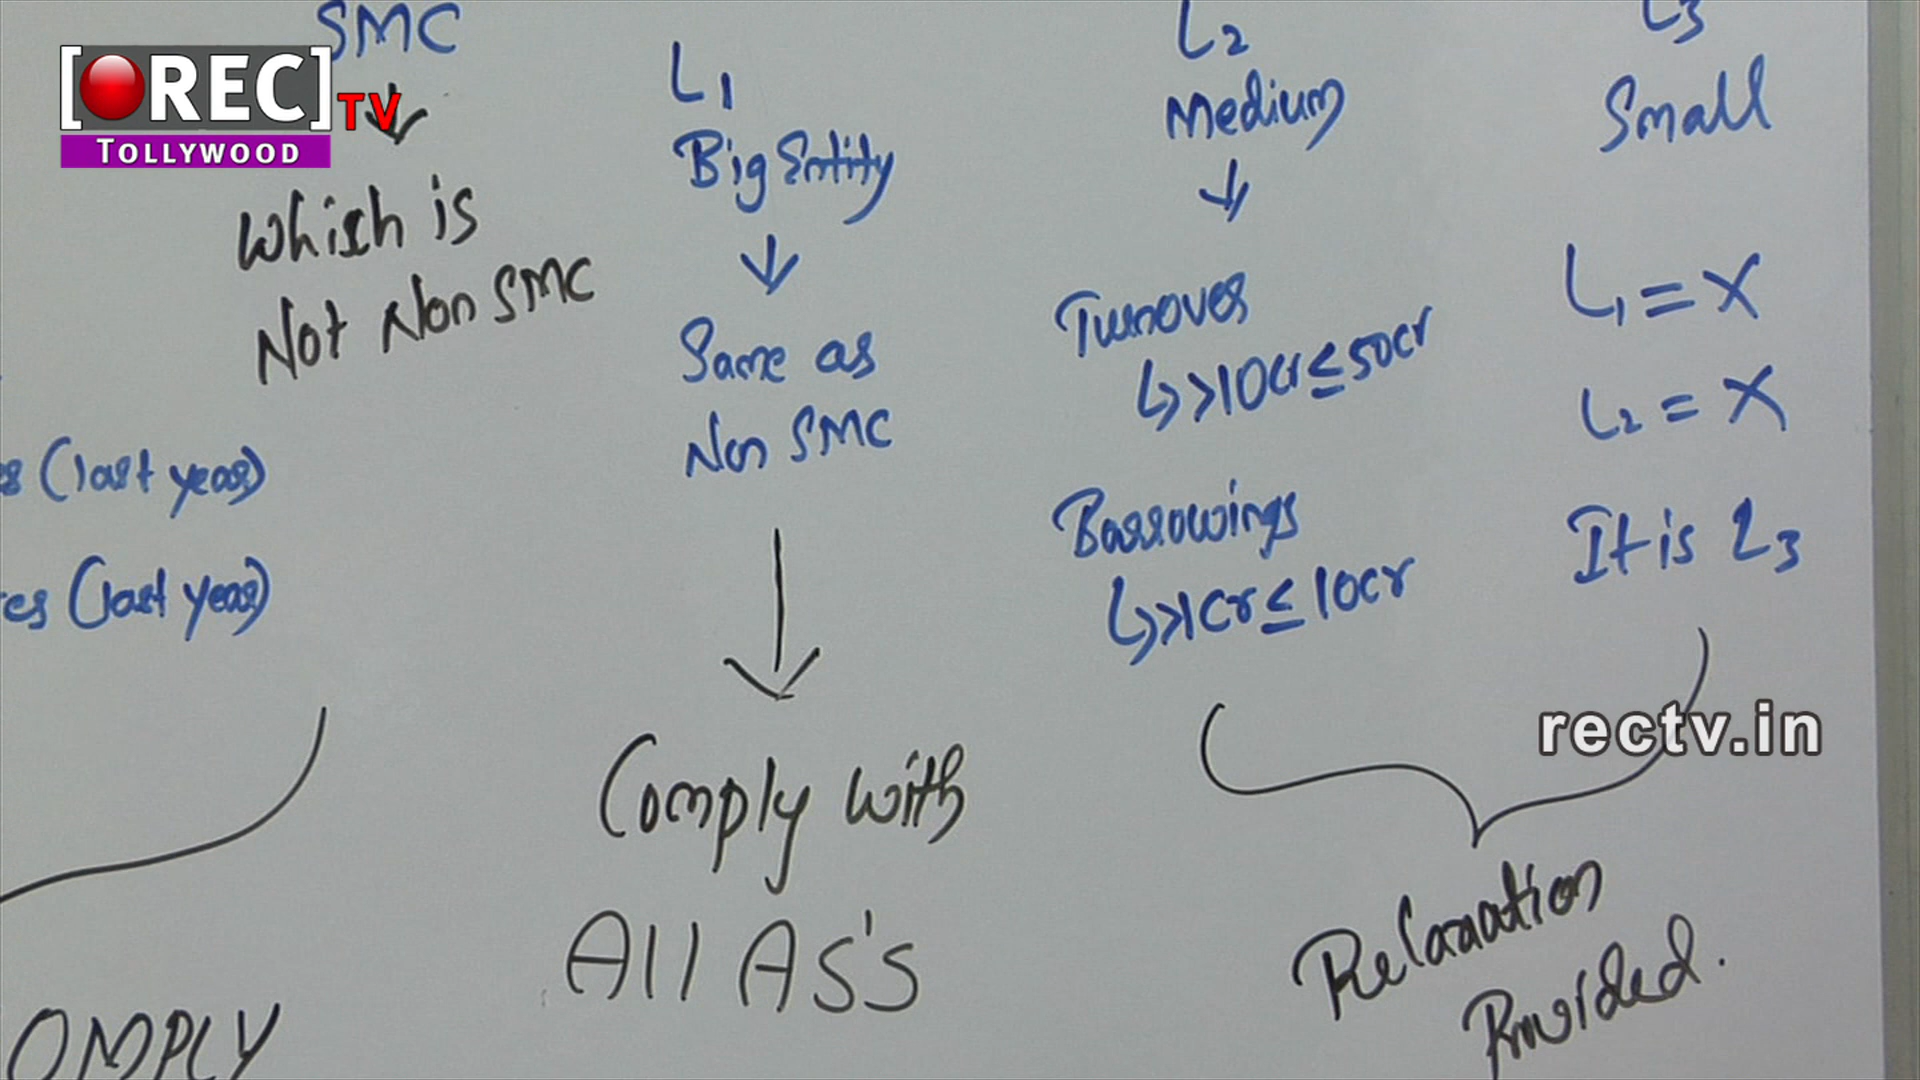 SMC
[REC]TV
TOLLYWOOD
Which is
Not Non SMC
(last year)
(last year)
OMPLY
L1
Big Entity
Same as
Non SMC
Comply with
All AS's
L2
Medium
Turnover
↳ >10cr ≤ 50cr
Borrowings
↳ >1cr ≤ 10cr
L3
Small
L1 = X
L2 = X
It is L3
rectv.in
Relaxation
Provided.